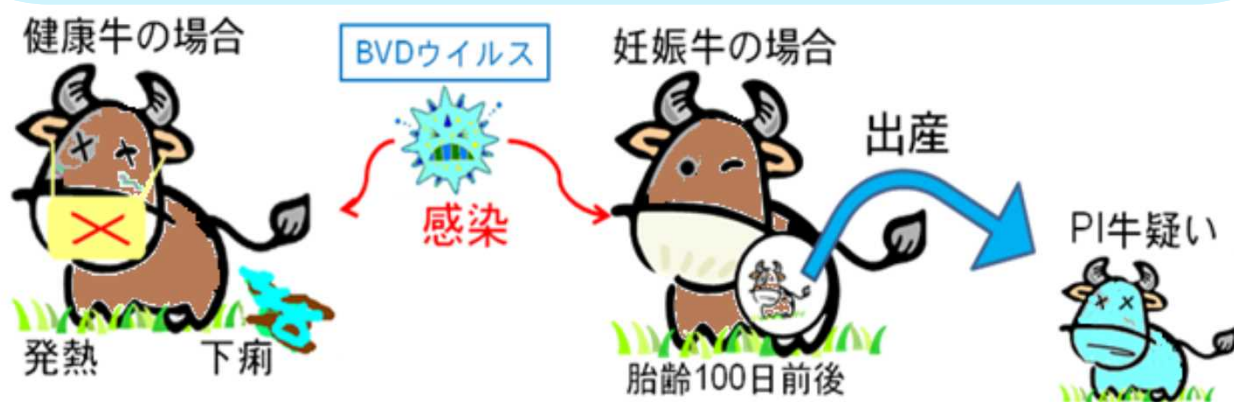 健康牛の場合
BVDウイルス
妊娠牛の場合
感染
出産
PI牛疑い
発熱
下痢
胎齢100日前後